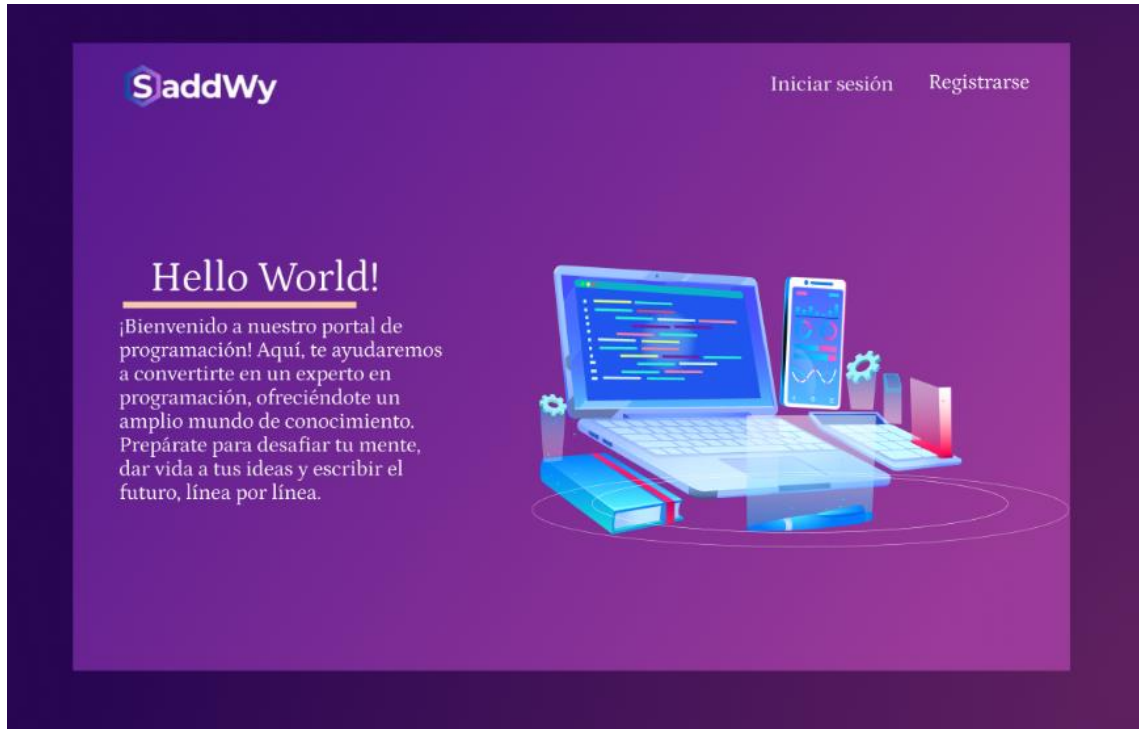 SaddWy
Iniciar sesión
Registrarse
Hello World!
¡Bienvenido a nuestro portal de
programación! Aquí, te ayudaremos
a convertirte en un experto en
programación, ofreciéndote un
amplio mundo de conocimiento.
Prepárate para desafiar tu mente,
dar vida a tus ideas y escribir el
futuro, línea por línea.